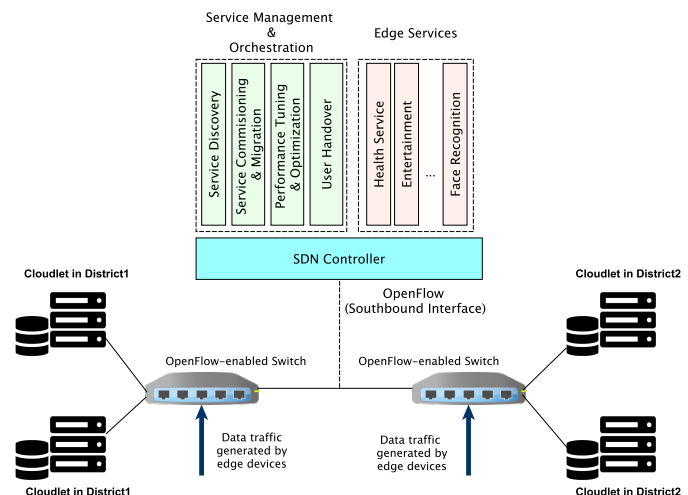 Service Management
&
Orchestration
Edge Services
Service Discovery
Service Commisioning
& Migration
Performance Tuning
& Optimization
User Handover
Health Service
Entertainment
...
Face Recognition
SDN Controller
Cloudlet in District1
Cloudlet in District2
OpenFlow
(Southbound Interface)
OpenFlow-enabled Switch
OpenFlow-enabled Switch
Data traffic
generated by
edge devices
Data traffic
generated by
edge devices
Cloudlet in District1
Cloudlet in District2